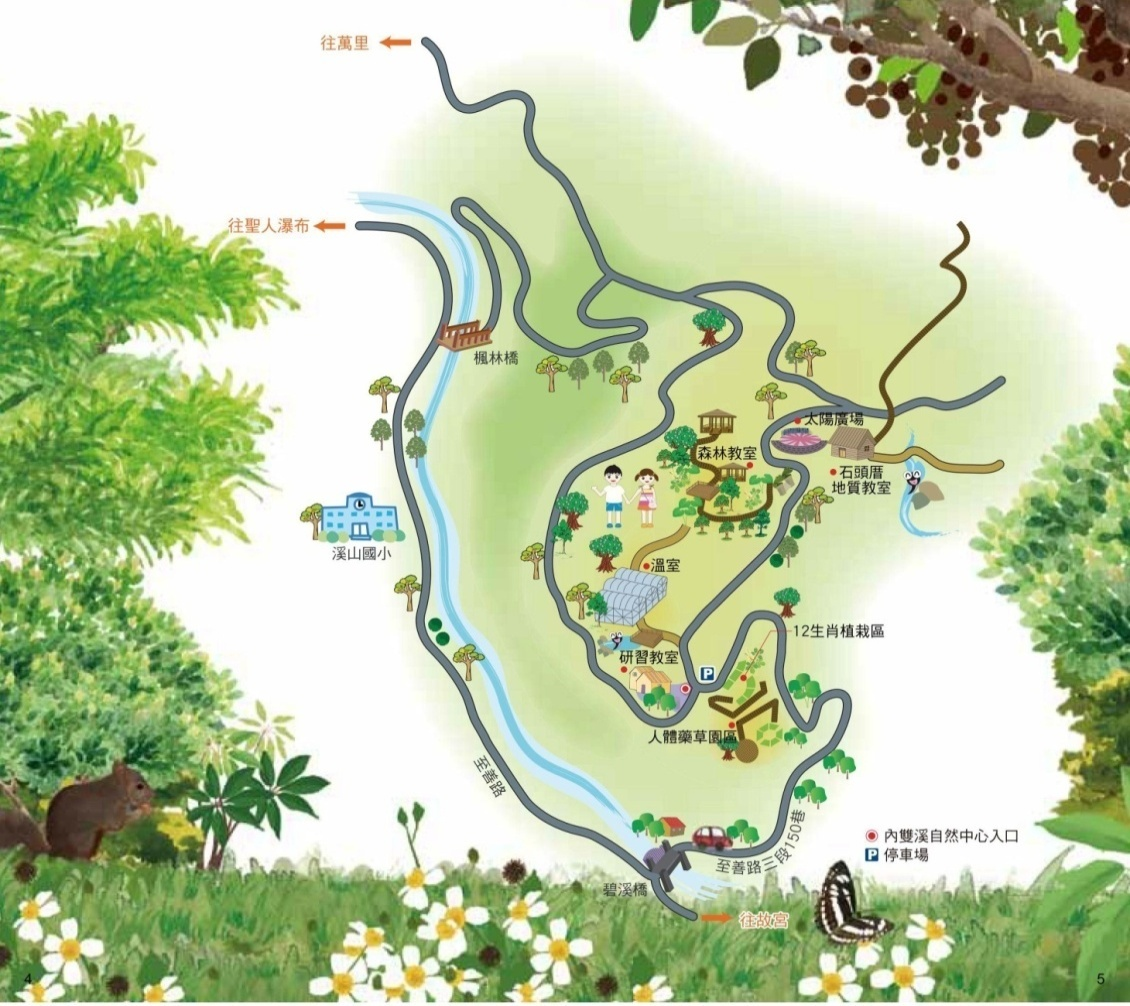 往萬里
往聖人瀑布
楓林橋
太陽廣場
森林教室
石頭厝
地質教室
溪山國小
溫室
12生肖植栽區
研習教室
P
人體藥草園區
至善路
至善路三段150巷
內雙溪自然中心入口
P 停車場
碧溪橋
往故宮
4
5